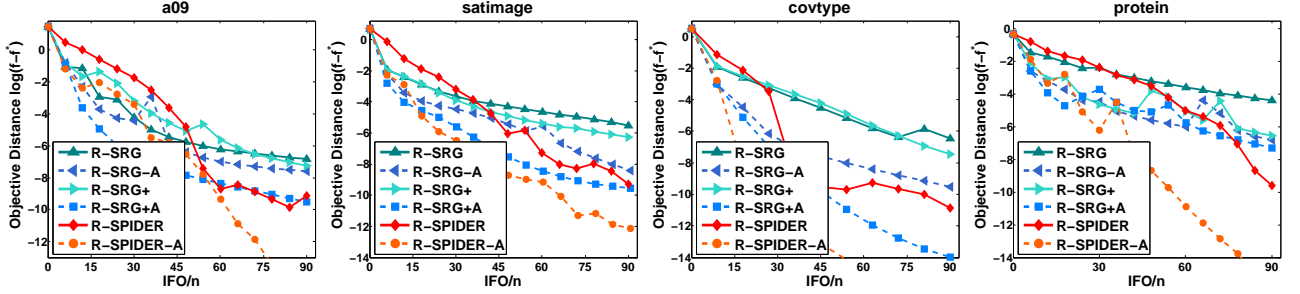 a09
Objective Distance log(f−f*)
0
−2
−4
−6
−8
−10
−12
R−SRG
R−SRG−A
R−SRG+
R−SRG+A
R−SPIDER
R−SPIDER−A
0 15 30 45 60 75 90
IFO/n
satimage
Objective Distance log(f−f*)
0
−2
−4
−6
−8
−10
−12
−14
R−SRG
R−SRG−A
R−SRG+
R−SRG+A
R−SPIDER
R−SPIDER−A
0 15 30 45 60 75 90
IFO/n
covtype
Objective Distance log(f−f*)
0
−2
−4
−6
−8
−10
−12
−14
R−SRG
R−SRG−A
R−SRG+
R−SRG+A
R−SPIDER
R−SPIDER−A
0 15 30 45 60 75 90
IFO/n
protein
Objective Distance log(f−f*)
0
−2
−4
−6
−8
−10
−12
−14
R−SRG
R−SRG−A
R−SRG+
R−SRG+A
R−SPIDER
R−SPIDER−A
0 15 30 45 60 75 90
IFO/n